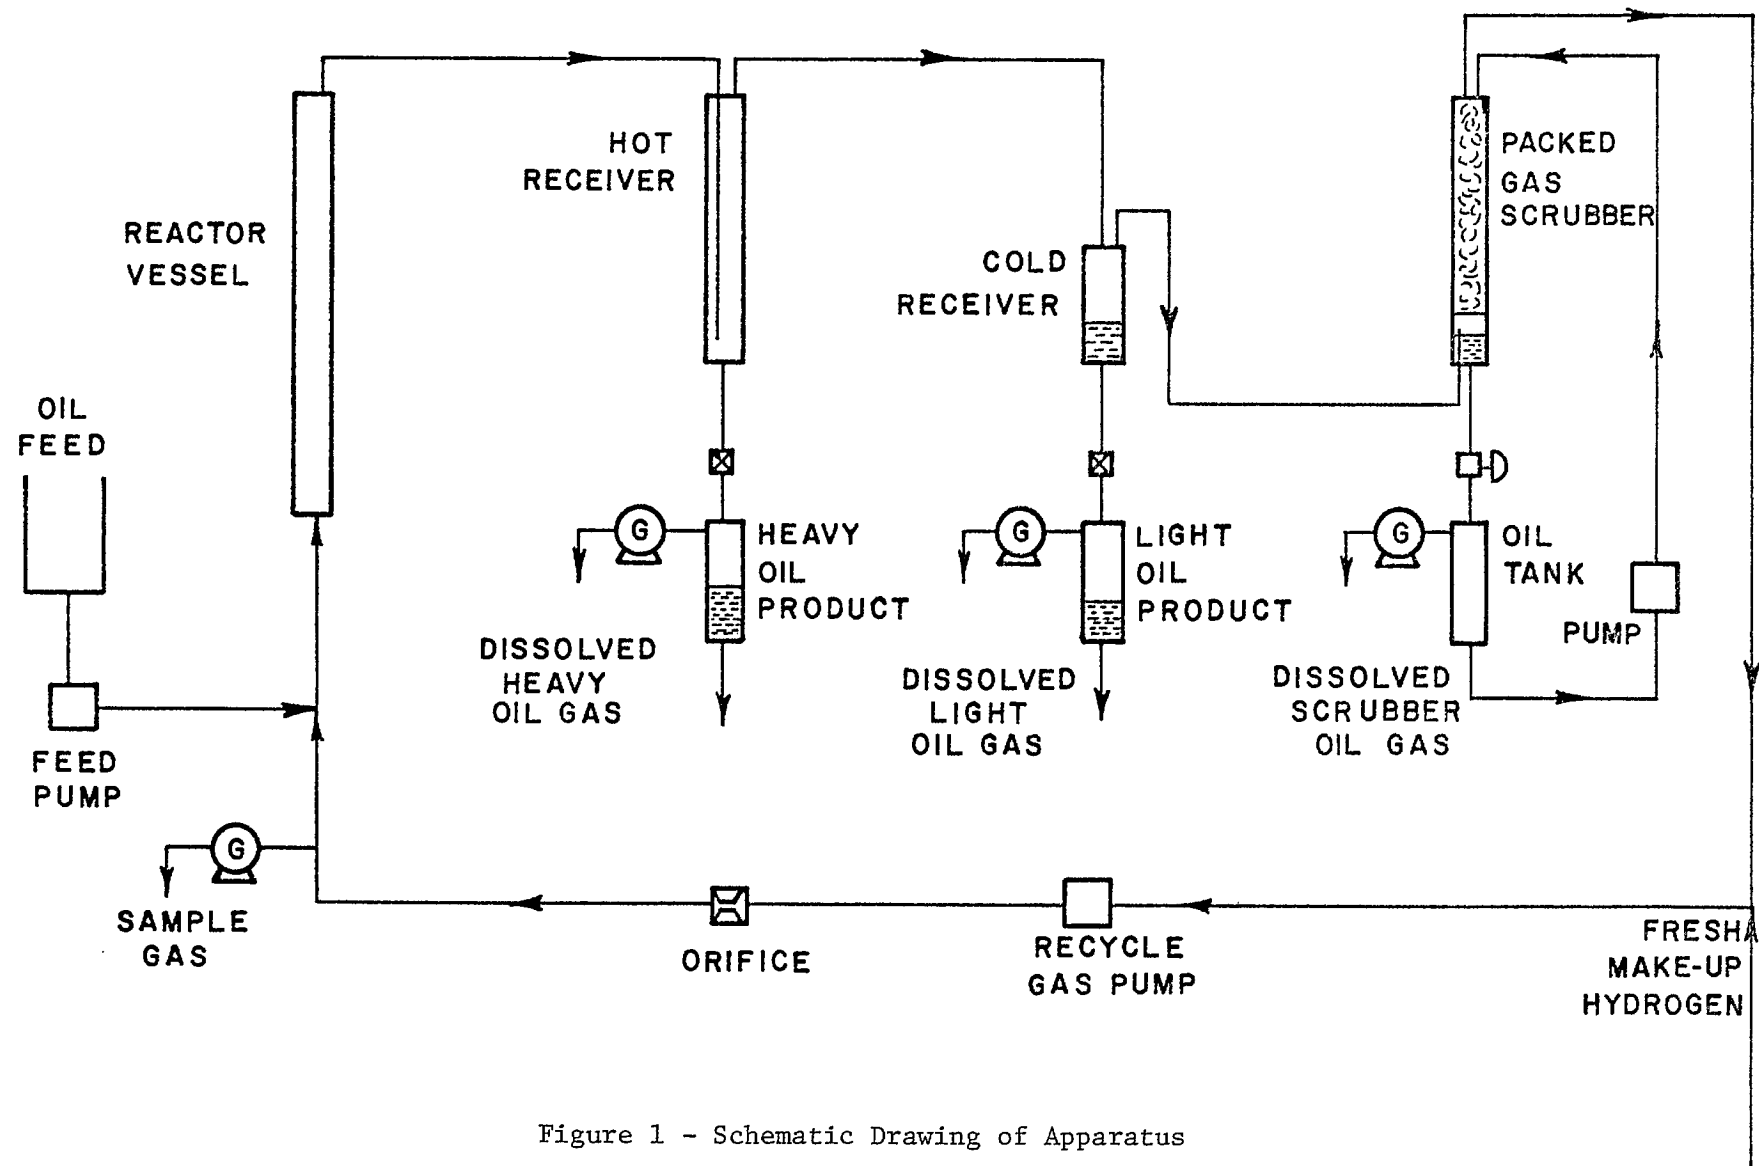 HOT
RECEIVER
PACKED
GAS
SCRUBBER
REACTOR
VESSEL
COLD
RECEIVER
OIL
FEED
G
HEAVY
OIL
PRODUCT
G
LIGHT
OIL
PRODUCT
G
OIL
TANK
PUMP
DISSOLVED
HEAVY
OIL GAS
DISSOLVED
LIGHT
OIL GAS
DISSOLVED
SCRUBBER
OIL GAS
FEED
PUMP
G
SAMPLE
GAS
ORIFICE
RECYCLE
GAS PUMP
FRESH
MAKE-UP
HYDROGEN
Figure 1 - Schematic Drawing of Apparatus